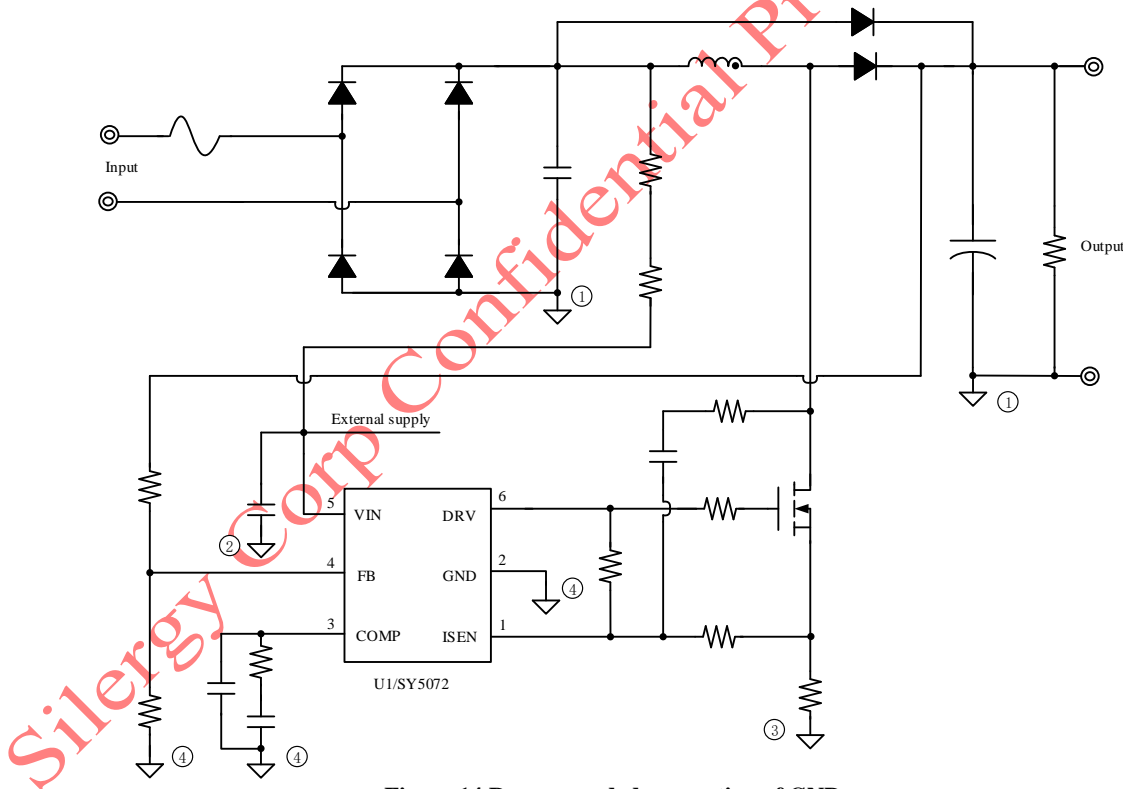 Input
Output
①
①
External supply
②
5
VIN
DRV
6
4
FB
GND
2
④
3
COMP
ISEN
1
U1/SY5072
③
④
④
Silergy Corp Confidential